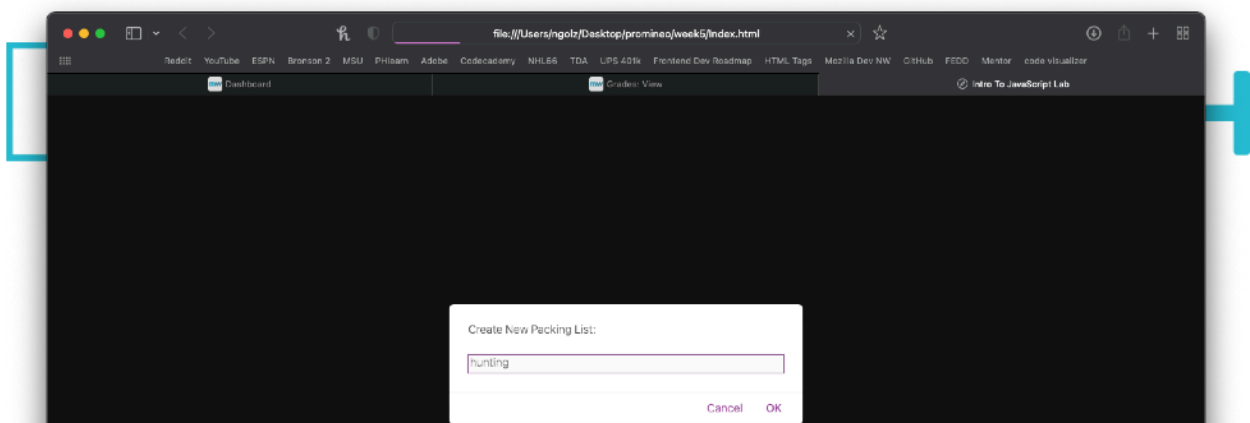 file:///Users/ngolz/Desktop/promineo/week5/index.html
Reddit YouTube ESPN Bronson 2 MSU PHlearn Adobe Codecademy NHL66 TDA UPS 401k Frontend Dev Roadmap HTML Tags Mozilla Dev NW GitHub FEDD Mentor code visualizer
Dashboard Grades: View Intro To JavaScript Lab
Create New Packing List:
hunting
Cancel OK